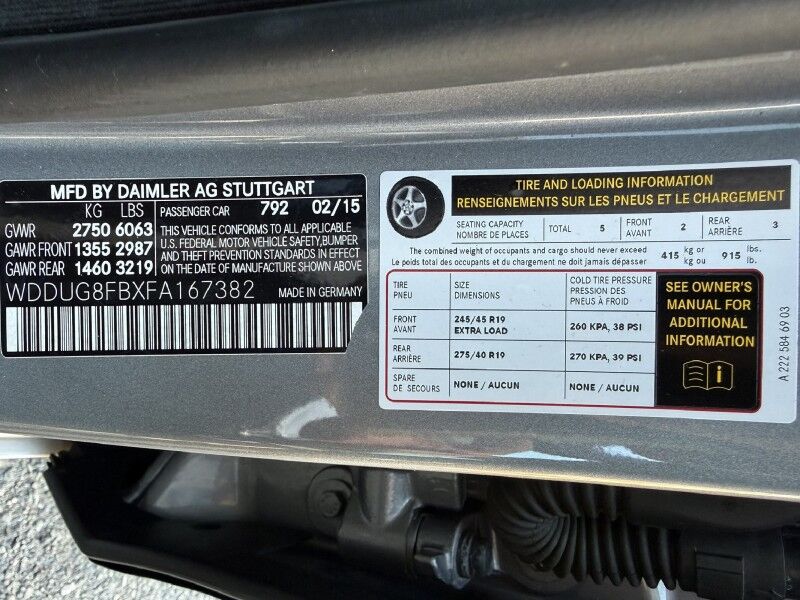 MFD BY DAIMLER AG STUTTGART
KG LBS
GVWR 2750 6063
GAWR FRONT 1355 2987
GAWR REAR 1460 3219
PASSENGER CAR 792 02/15
THIS VEHICLE CONFORMS TO ALL APPLICABLE
U.S. FEDERAL MOTOR VEHICLE SAFETY, BUMPER
AND THEFT PREVENTION STANDARDS IN EFFECT
ON THE DATE OF MANUFACTURE SHOWN ABOVE
WDDUG8FBXFA167382 MADE IN GERMANY
TIRE AND LOADING INFORMATION
RENSEIGNEMENTS SUR LES PNEUS ET LE CHARGEMENT
SEATING CAPACITY
NOMBRE DE PLACES
TOTAL 5
FRONT
AVANT
2
REAR
ARRIÈRE
3
The combined weight of occupants and cargo should never exceed
Le poids total des occupants et du chargement ne doit jamais dépasser
415 kg or
kg ou
915 lbs.
lb.
TIRE
PNEU
SIZE
DIMENSIONS
COLD TIRE PRESSURE
PRESSION DES
PNEUS À FROID
FRONT
AVANT
245/45 R19
EXTRA LOAD
260 KPA, 38 PSI
REAR
ARRIÈRE
275/40 R19
270 KPA, 39 PSI
SPARE
DE SECOURS
NONE / AUCUN
NONE / AUCUN
SEE OWNER'S
MANUAL FOR
ADDITIONAL
INFORMATION
A 222 584 69 03